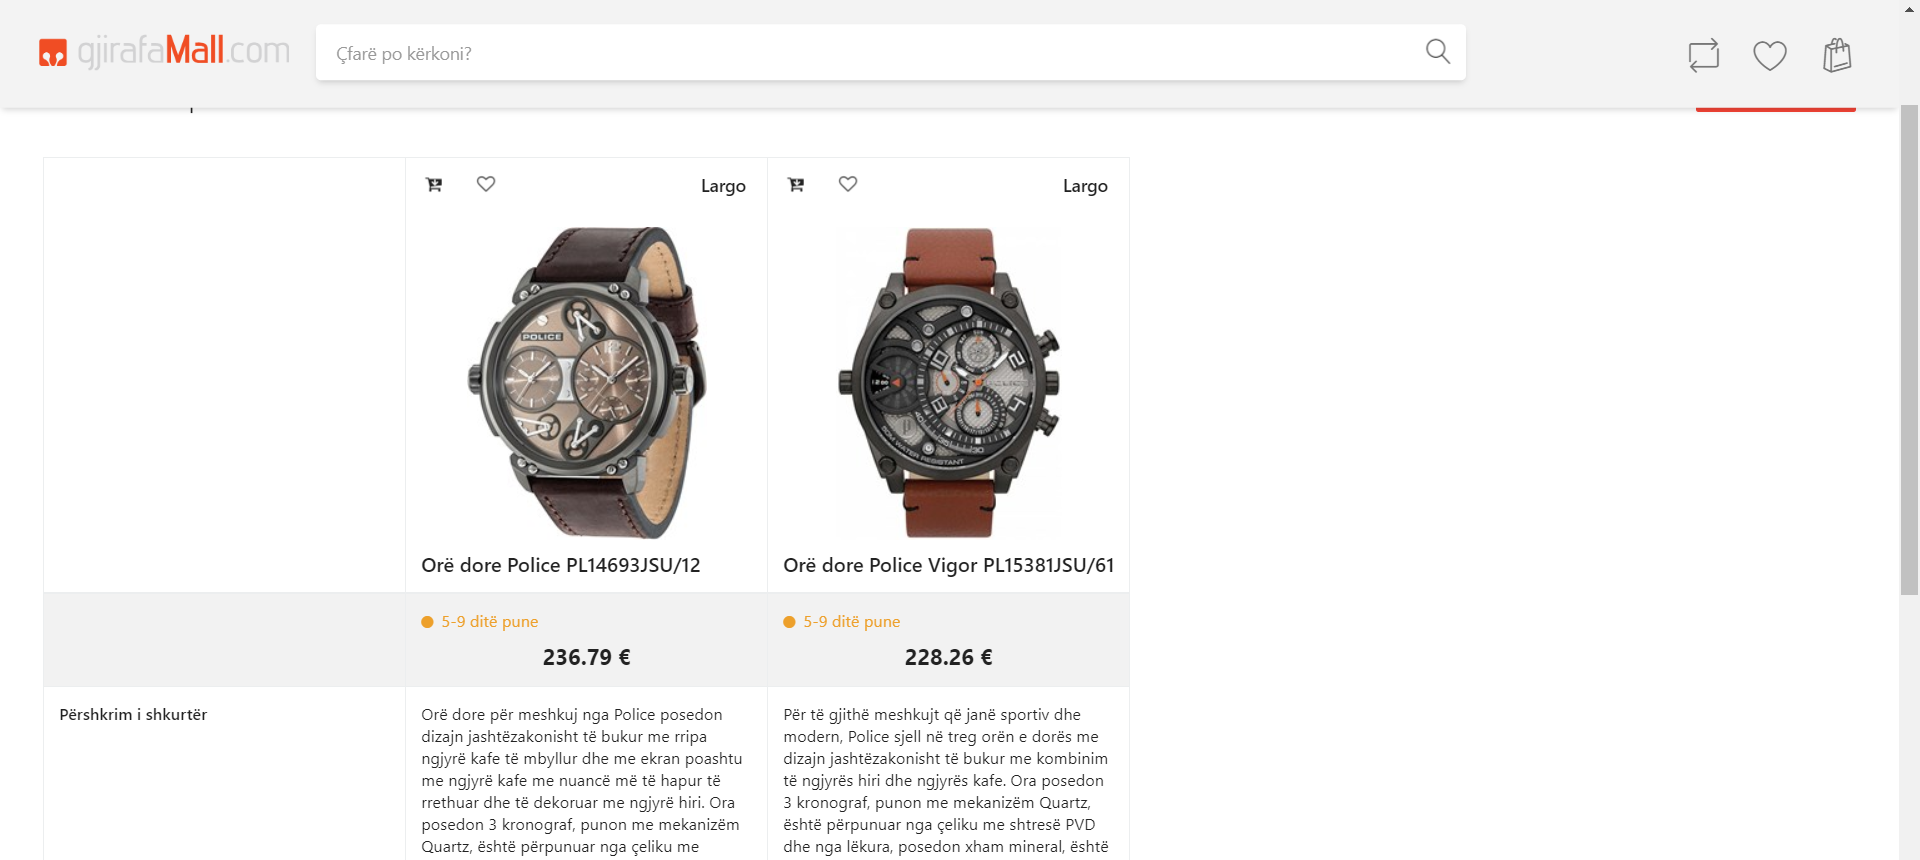 gjirafaMall.com
Çfarë po kërkoni?
Largo
Largo
POLICE
50M WATER RESISTANT
Orë dore Police PL14693JSU/12
Orë dore Police Vigor PL15381JSU/61
5-9 ditë pune
5-9 ditë pune
236.79 €
228.26 €
Përshkrim i shkurtër
Orë dore për meshkuj nga Police posedon
dizajn jashtëzakonisht të bukur me rripa
ngjyrë kafe të mbyllur dhe me ekran poashtu
me ngjyrë kafe me nuancë më të hapur të
rrethuar dhe të dekoruar me ngjyrë hiri. Ora
posedon 3 kronograf, punon me mekanizëm
Quartz, është përpunuar nga çeliku me
Për të gjithë meshkujt që janë sportiv dhe
modern, Police sjell në treg orën e dorës me
dizajn jashtëzakonisht të bukur me kombinim
të ngjyrës hiri dhe ngjyrës kafe. Ora posedon
3 kronograf, punon me mekanizëm Quartz,
është përpunuar nga çeliku me shtresë PVD
dhe nga lëkura, posedon xham mineral, është